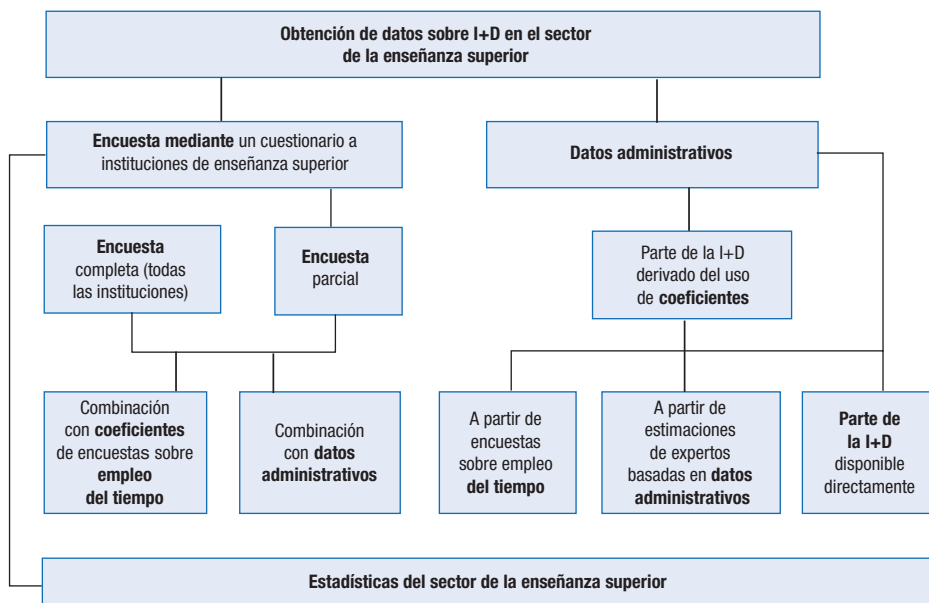 Obtención de datos sobre I+D en el sector
de la enseñanza superior
Encuesta mediante un cuestionario a
instituciones de enseñanza superior
Datos administrativos
Encuesta
completa (todas
las instituciones)
Encuesta
parcial
Parte de la I+D
derivado del uso
de coeficientes
Combinación
con coeficientes
de encuestas sobre
empleo
del tiempo
Combinación
con datos
administrativos
A partir de
encuestas
sobre empleo
del tiempo
A partir de
estimaciones
de expertos
basadas en datos
administrativos
Parte de
la I+D
disponible
directamente
Estadísticas del sector de la enseñanza superior